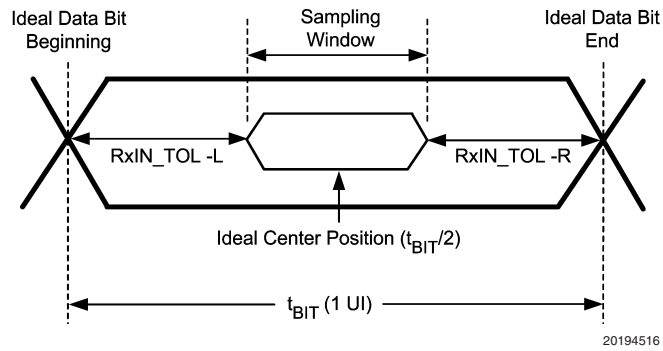 Ideal Data Bit
Beginning
Sampling
Window
Ideal Data Bit
End
RxIN_TOL -L
RxIN_TOL -R
Ideal Center Position (tBIT/2)
tBIT (1 UI)
20194516